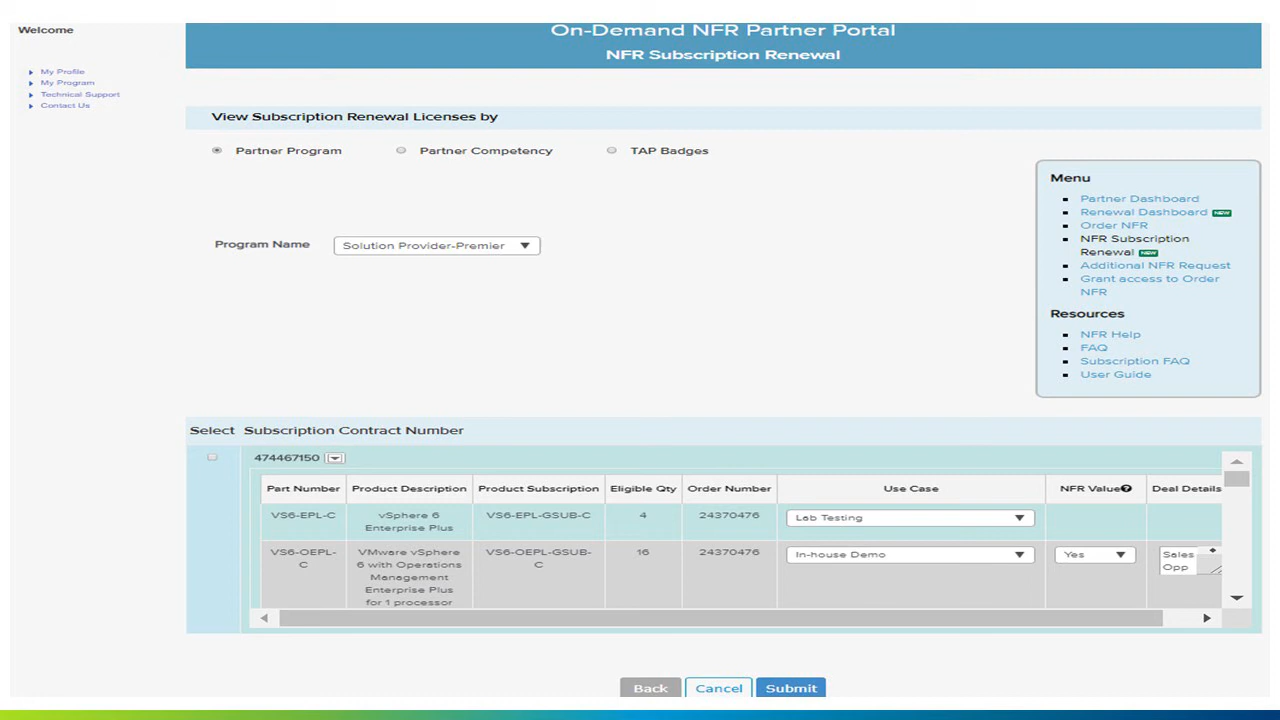 Welcome
My Profile
My Program
Technical Support
Contact Us
On-Demand NFR Partner Portal
NFR Subscription Renewal
View Subscription Renewal Licenses by
Partner Program
Partner Competency
TAP Badges
Program Name
Solution Provider-Premier
Menu
Partner Dashboard
Renewal Dashboard NEW
Order NFR
NFR Subscription
Renewal NEW
Additional NFR Request
Grant access to Order
NFR
Resources
NFR Help
FAQ
Subscription FAQ
User Guide
Select Subscription Contract Number
474467150
Part Number Product Description Product Subscription Eligible Qty Order Number Use Case NFR Value Deal Details
VS6-EPL-C
vSphere 6
Enterprise Plus
VS6-EPL-GSUB-C
4
24370476
Lab Testing
VS6-OEPL-
C
VMware vSphere
6 with Operations
Management
Enterprise Plus
for 1 processor
VS6-OEPL-GSUB-
C
16
24370476
In-house Demo
Yes
Sales
Opp
Back
Cancel
Submit